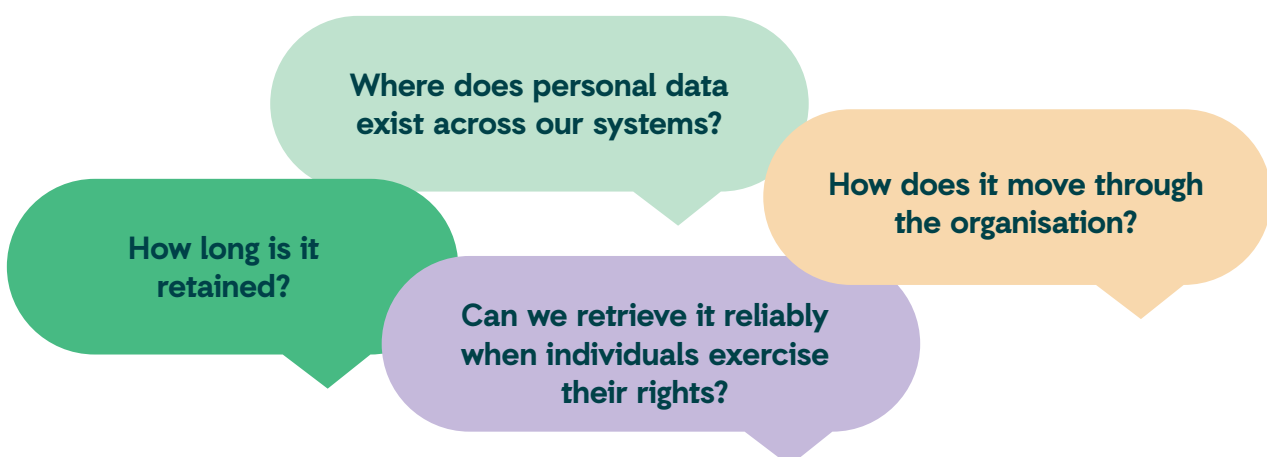 Where does personal data
exist across our systems?
How does it move through
the organisation?
How long is it
retained?
Can we retrieve it reliably
when individuals exercise
their rights?